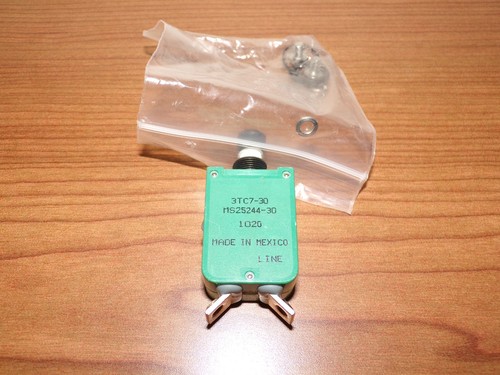 3TC7-30
MS25244-30
1020
MADE IN MEXICO
LINE